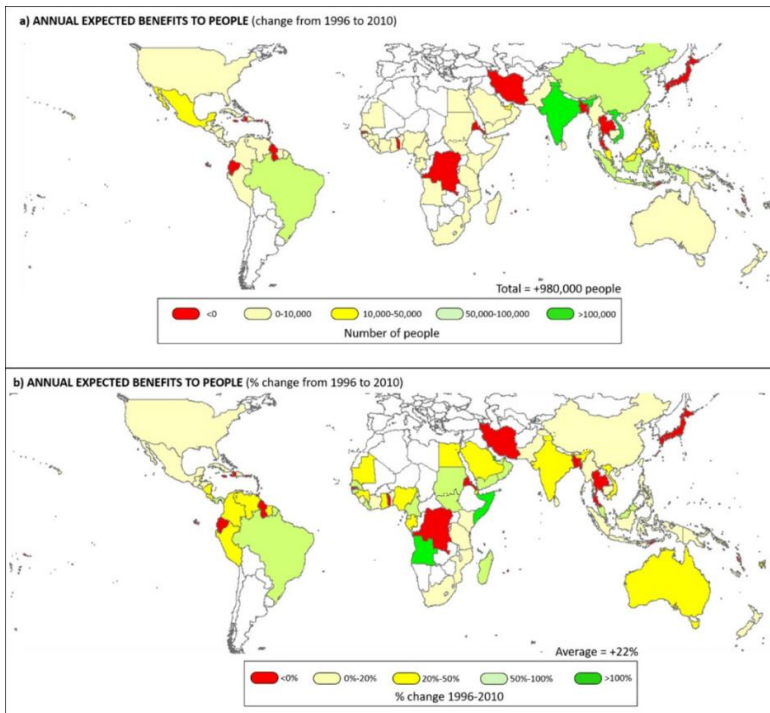 a) ANNUAL EXPECTED BENEFITS TO PEOPLE (change from 1996 to 2010)
Total = +980,000 people
<0 0-10,000 10,000-50,000 50,000-100,000 >100,000
Number of people
b) ANNUAL EXPECTED BENEFITS TO PEOPLE (% change from 1996 to 2010)
Average = +22%
<0% 0%-20% 20%-50% 50%-100% >100%
% change 1996-2010